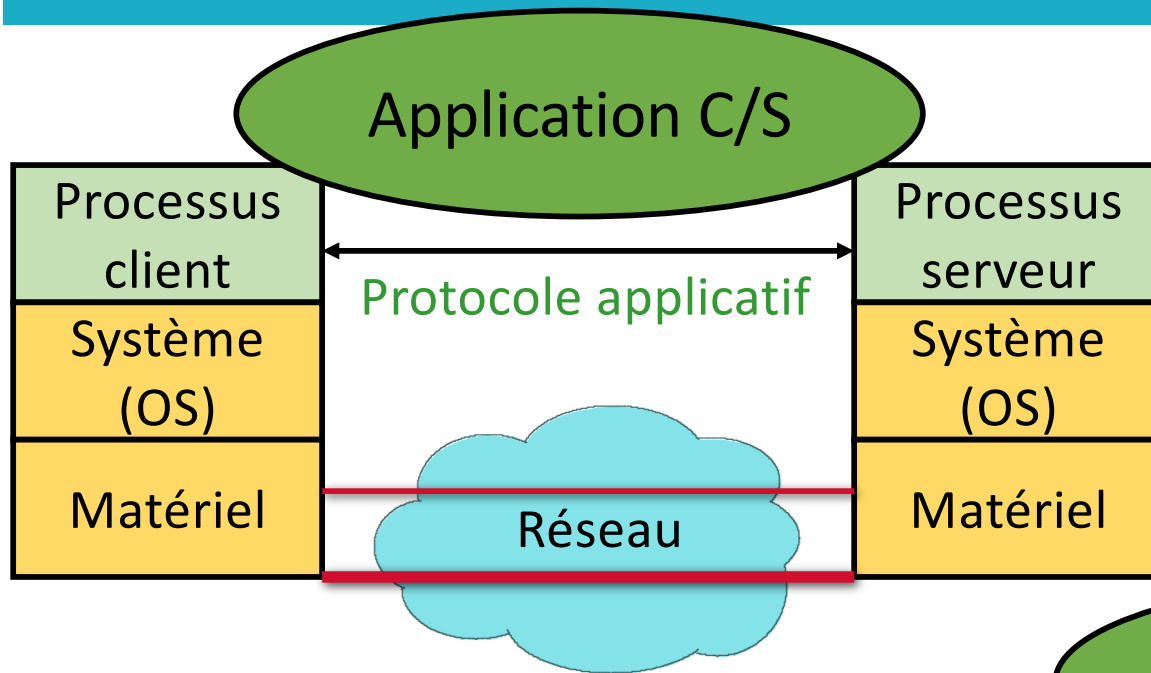 Application C/S
Processus
client
Processus
serveur
Protocole applicatif
Système
(OS)
Système
(OS)
Matériel
Réseau
Matériel